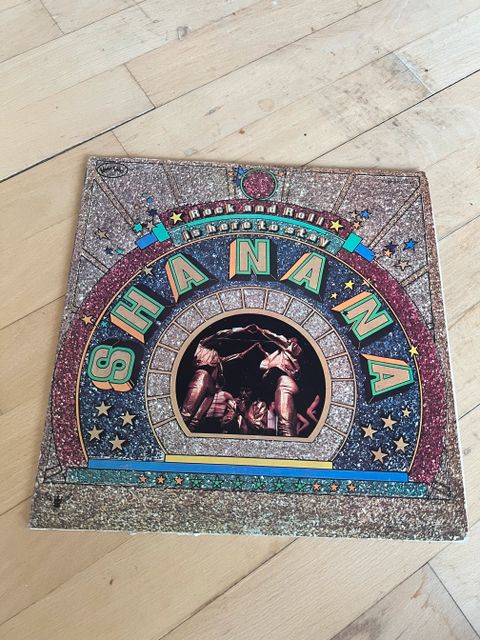 Rock and Roll
is here to stay
SHANANA